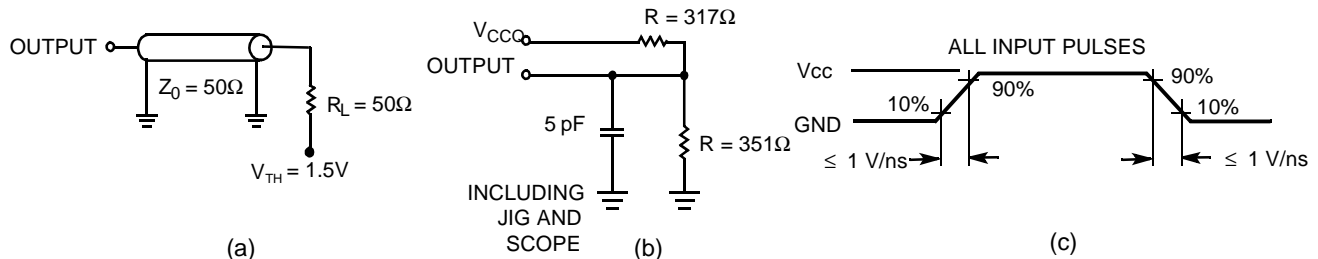 OUTPUT
Z0 = 50Ω
RL = 50Ω
VTH = 1.5V
(a)
R = 317Ω
VCCQ
OUTPUT
5 pF
R = 351Ω
INCLUDING
JIG AND
SCOPE
(b)
ALL INPUT PULSES
Vcc
GND
10%
90%
90%
10%
≤ 1 V/ns
≤ 1 V/ns
(c)